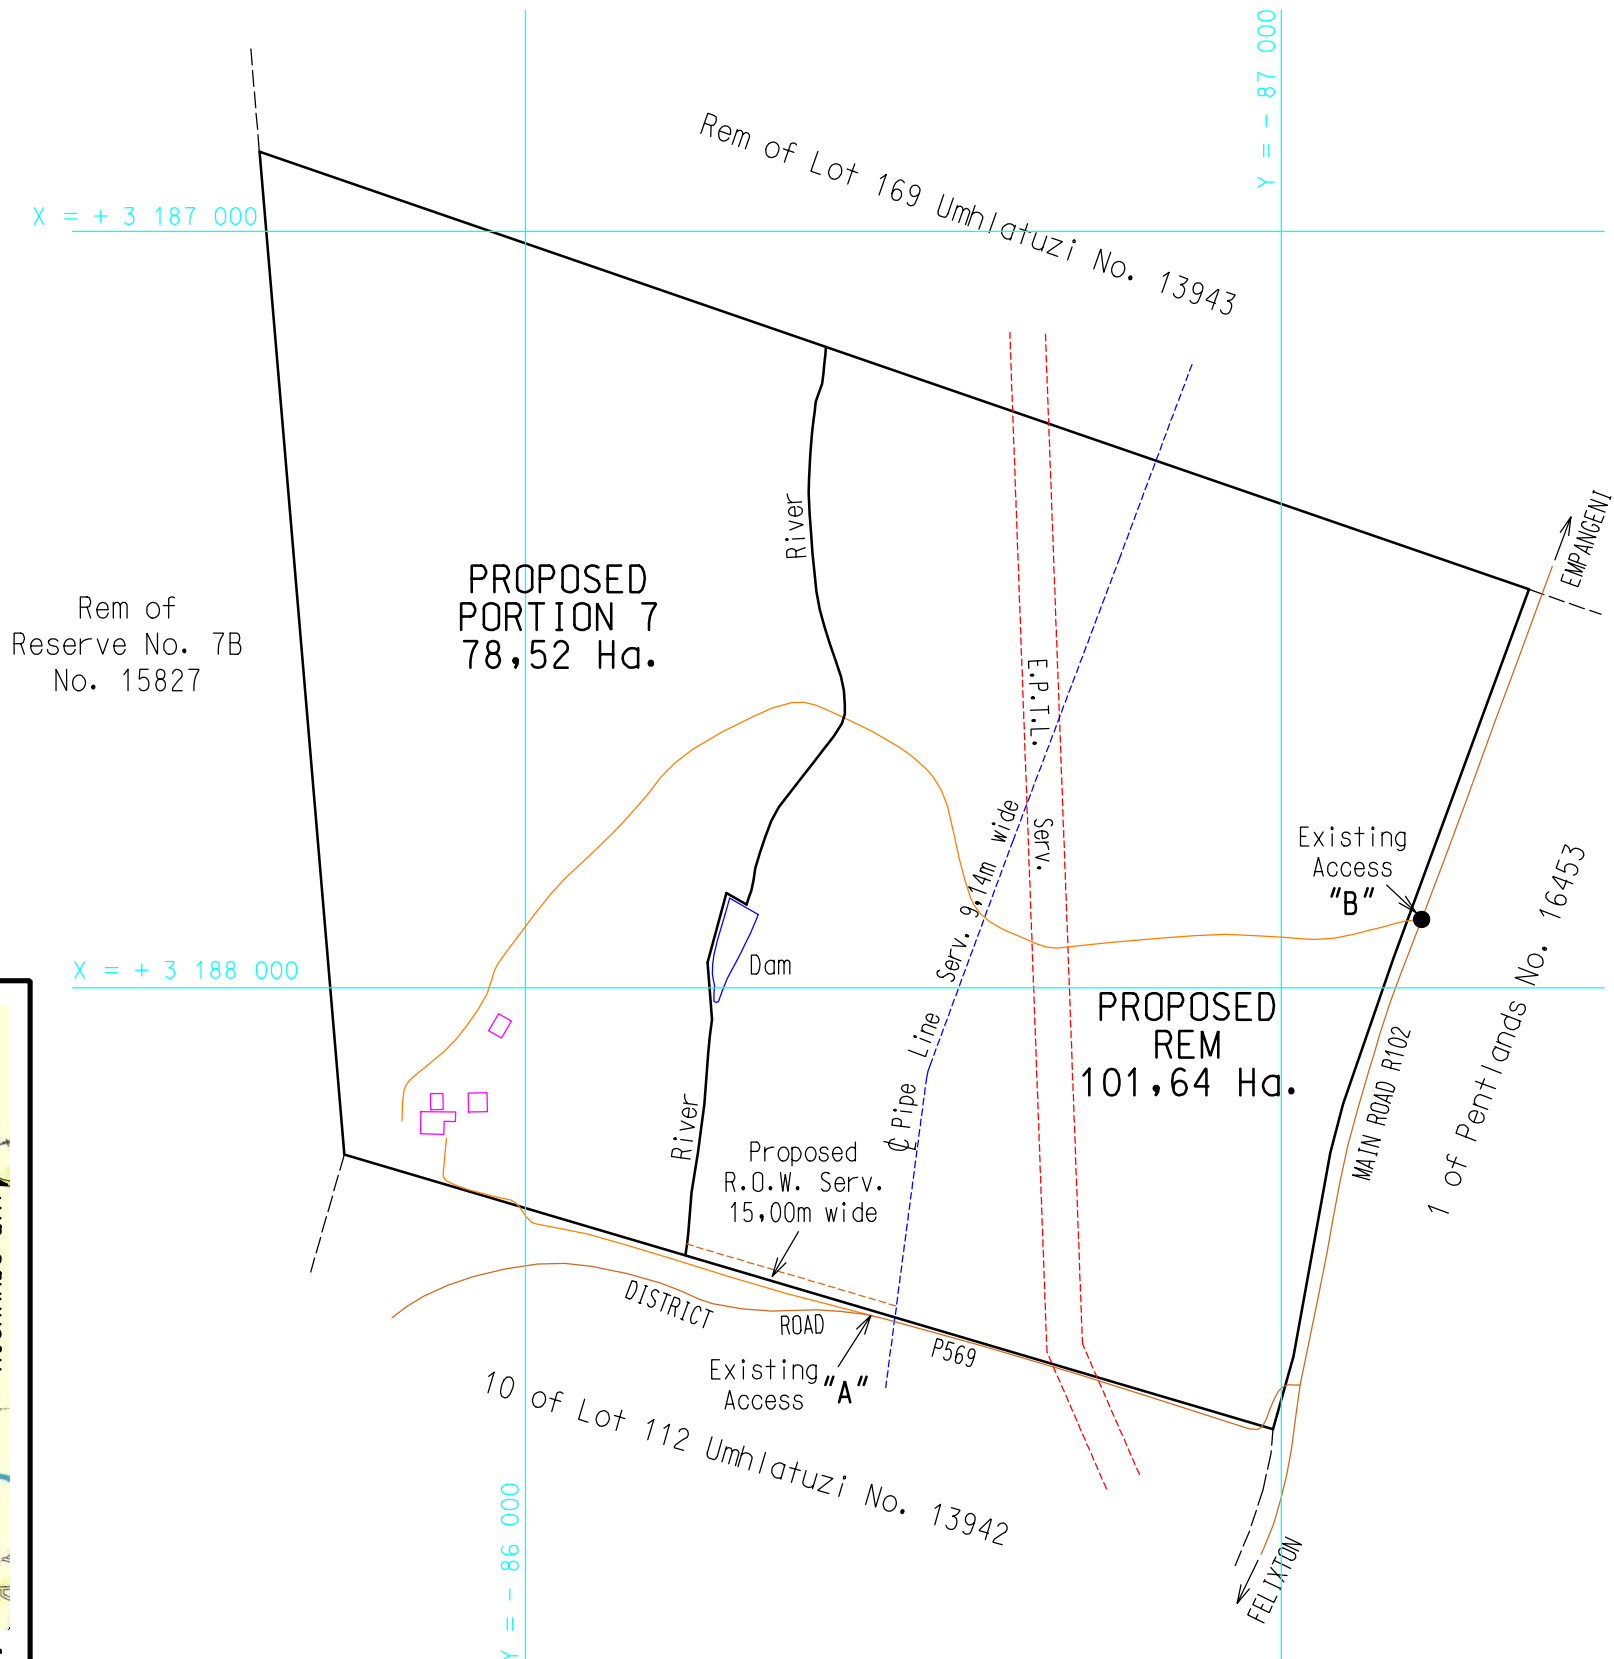 Y = - 87 000
Rem of Lot 169 Umhlatuzi No. 13943
X = + 3 187 000
EMPANGENI
River
PROPOSED
PORTION 7
78,52 Ha.
Rem of
Reserve No. 7B
No. 15827
E.P.T.L. Serv.
Existing
Access
"B"
1 of Pentlands No. 16453
X = + 3 188 000
Dam
₵ Pipe Line Serv. 9,14m wide
PROPOSED
REM
101,64 Ha.
MAIN ROAD R102
River
Proposed
R.O.W. Serv.
15,00m wide
DISTRICT ROAD P569
Existing
Access "A"
10 of Lot 112 Umhlatuzi No. 13942
Y = - 86 000
FELIXTON